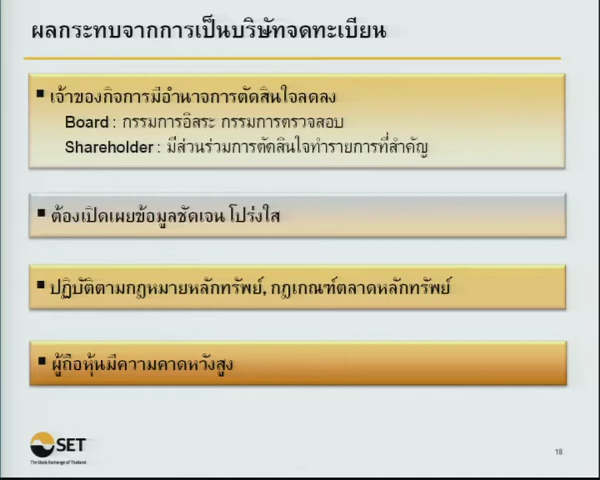 ผลกระทบจากการเป็นบริษัทจดทะเบียน
▪ เจ้าของกิจการมีอำนาจการตัดสินใจลดลง
Board : กรรมการอิสระ กรรมการตรวจสอบ
Shareholder : มีส่วนร่วมการตัดสินใจทำรายการที่สำคัญ
▪ ต้องเปิดเผยข้อมูลชัดเจน โปร่งใส
▪ ปฏิบัติตามกฎหมายหลักทรัพย์, กฎเกณฑ์ตลาดหลักทรัพย์
▪ ผู้ถือหุ้นมีความคาดหวังสูง
SET
The Stock Exchange of Thailand
18